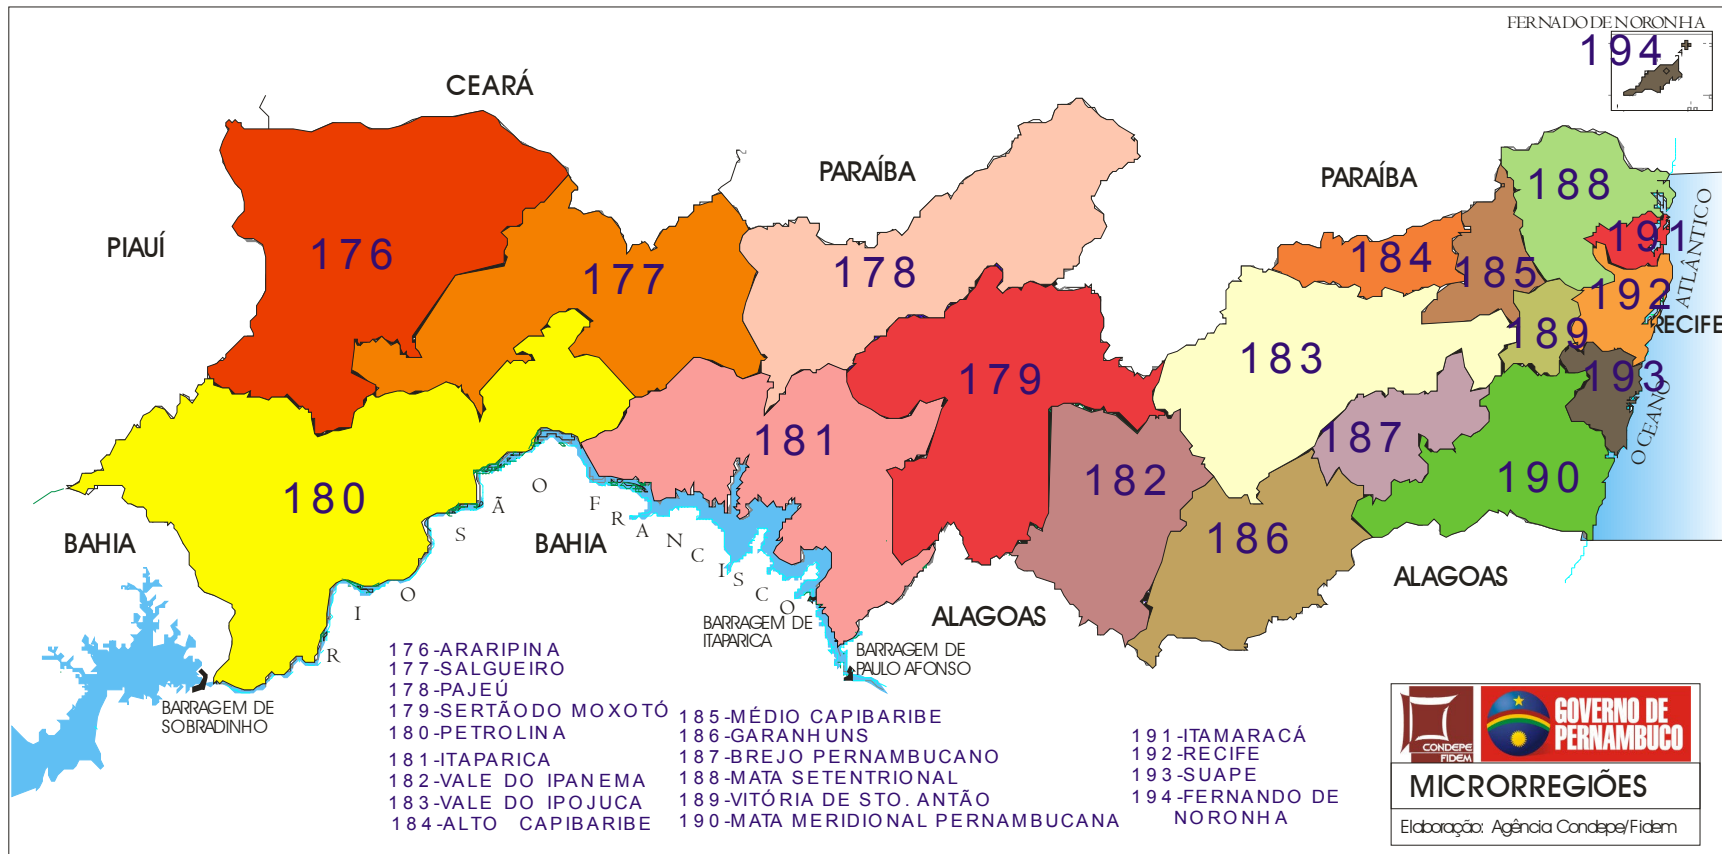 FERNADO DE NORONHA
194
CEARÁ
PARAÍBA
PARAÍBA
PIAUÍ
188
191
176
177
178
184
185
192
ATLÂNTICO
RECIFE
189
183
179
193
OCEANO
187
181
182
190
180
186
BAHIA
BAHIA
RIO SÃO FRANCISCO
ALAGOAS
ALAGOAS
BARRAGEM DE
ITAPARICA
BARRAGEM DE
PAULO AFONSO
BARRAGEM DE
SOBRADINHO
176-ARARIPINA
177-SALGUEIRO
178-PAJEÚ
179-SERTÃODO MOXOTÓ
180-PETROLINA
181-ITAPARICA
182-VALE DO IPANEMA
183-VALE DO IPOJUCA
184-ALTO CAPIBARIBE
185-MÉDIO CAPIBARIBE
186-GARANHUNS
187-BREJO PERNAMBUCANO
188-MATA SETENTRIONAL
189-VITÓRIA DE STO. ANTÃO
190-MATA MERIDIONAL PERNAMBUCANA
191-ITAMARACÁ
192-RECIFE
193-SUAPE
194-FERNANDO DE
NORONHA
CONDEPE
FIDEM
GOVERNO DE
PERNAMBUCO
MICRORREGIÕES
Elaboração: Agência Condepe/Fidem